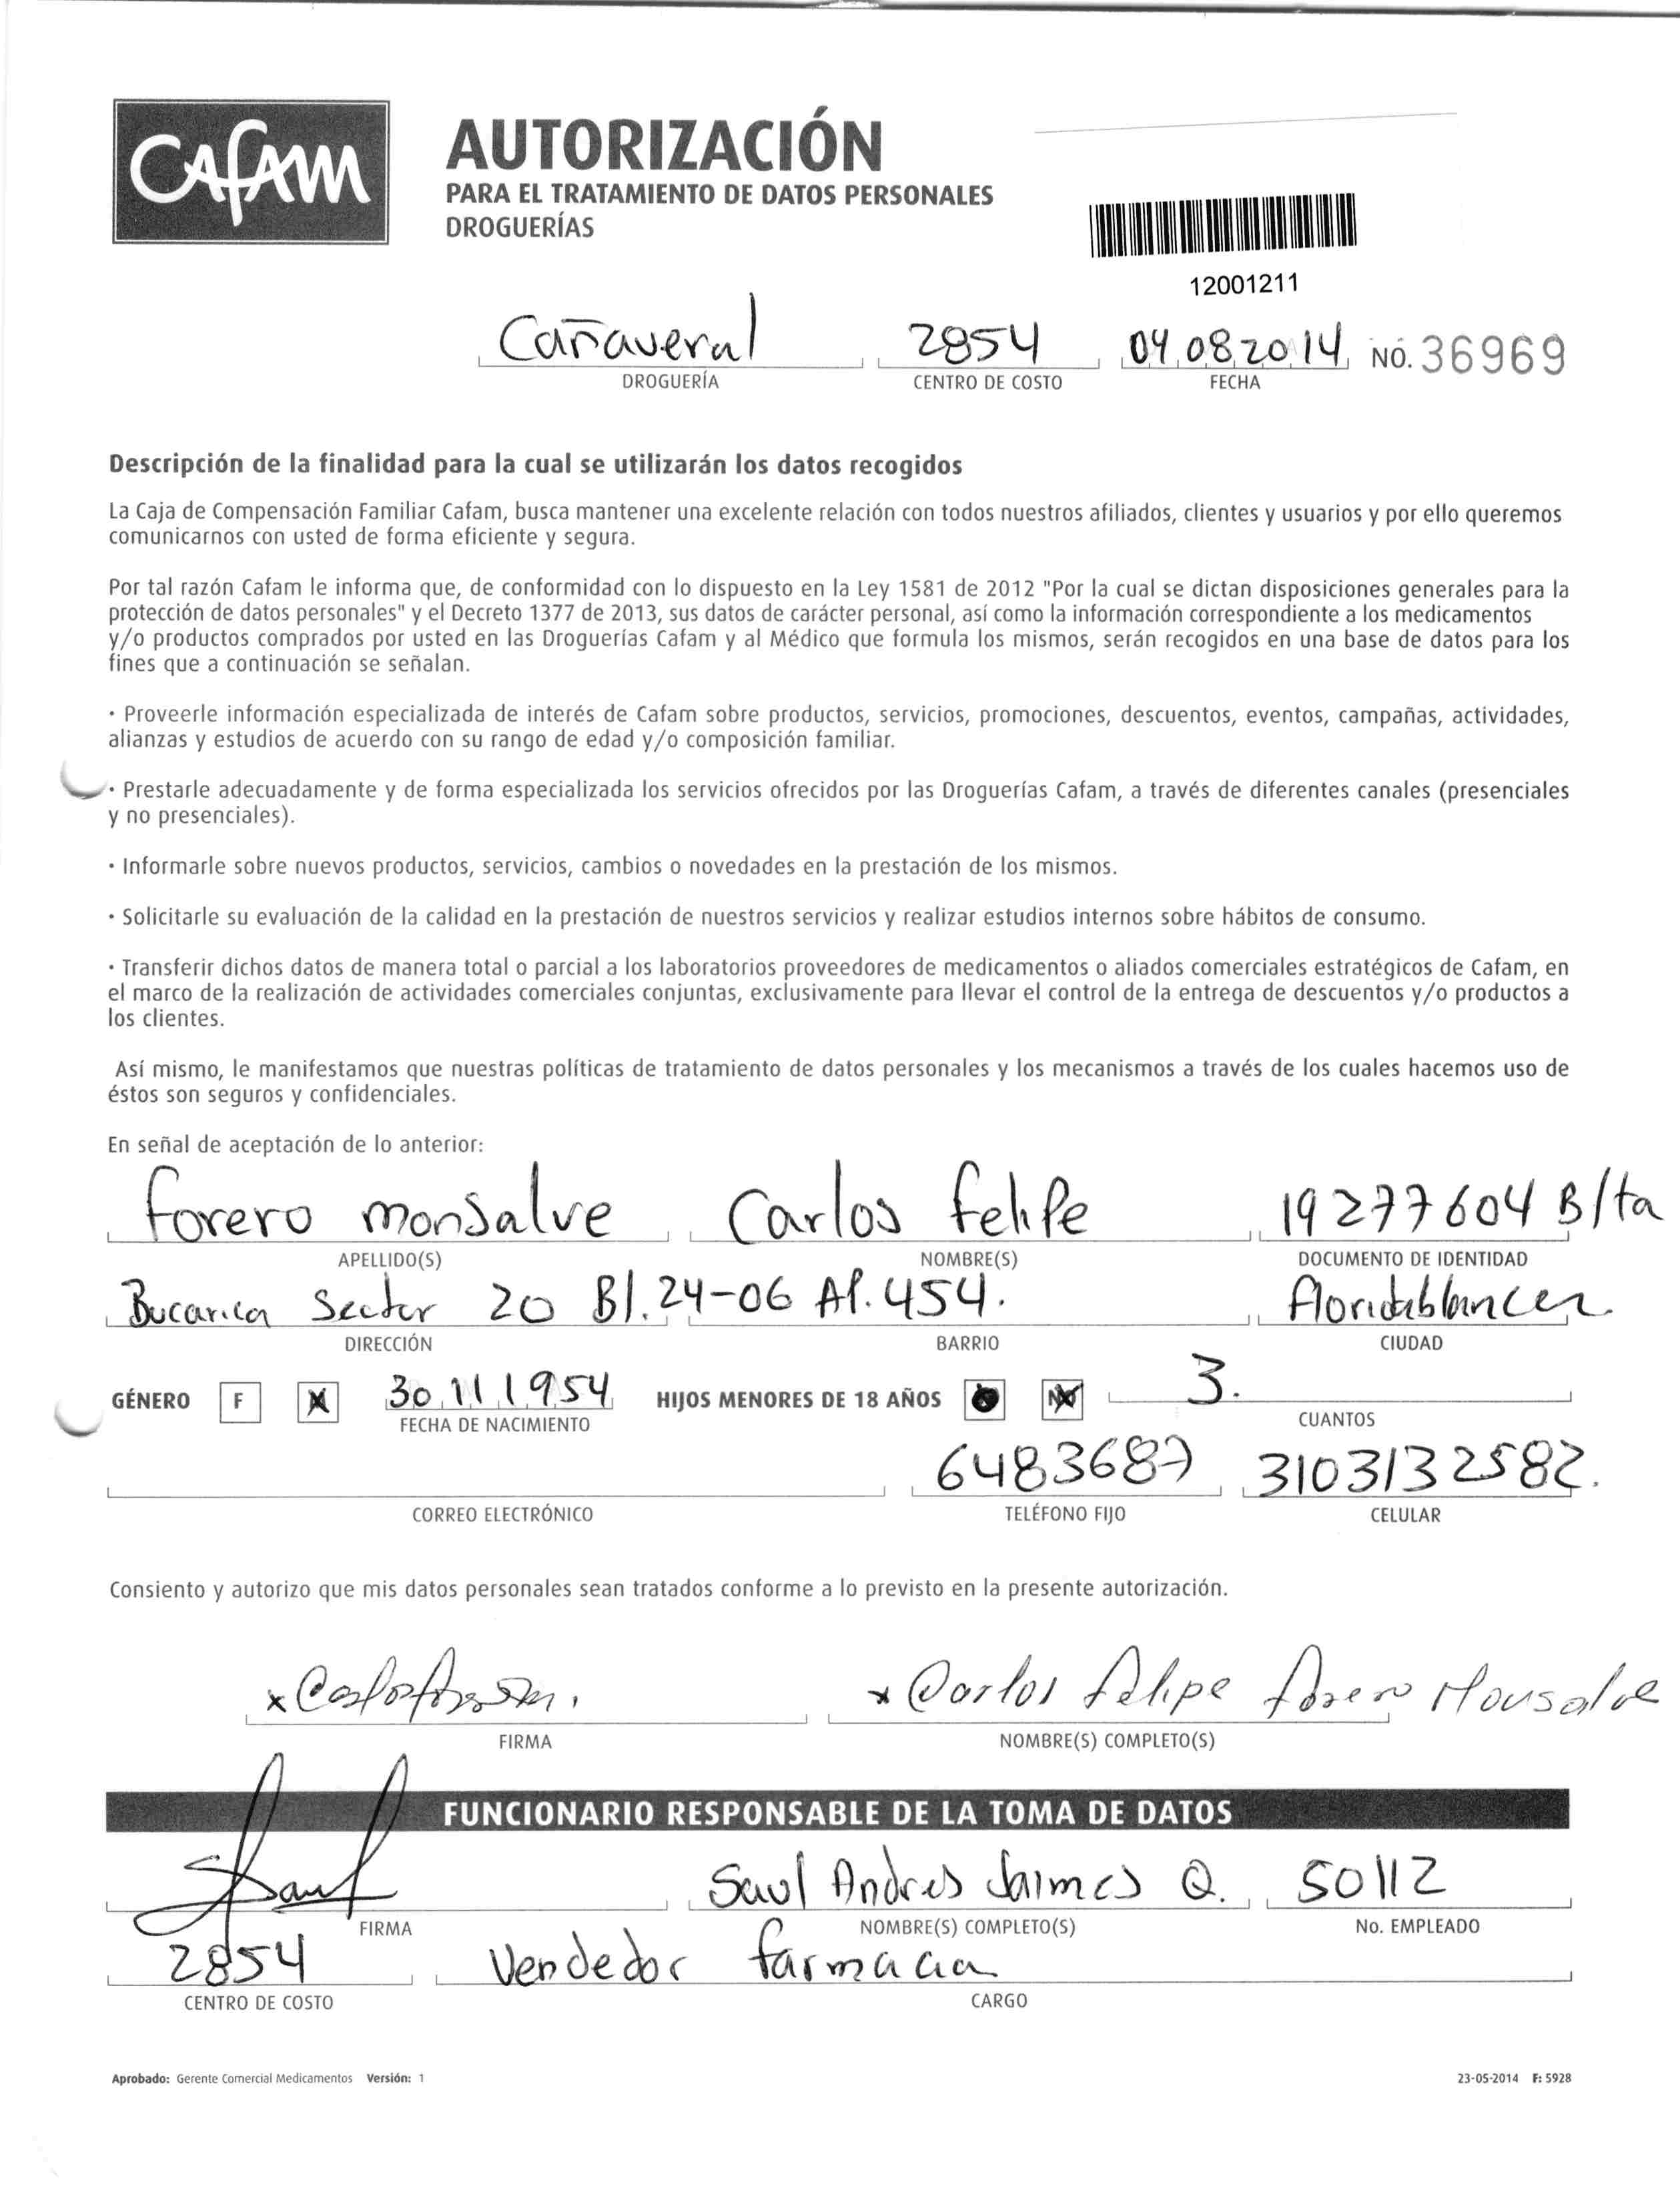 Cafam
AUTORIZACIÓN
PARA EL TRATAMIENTO DE DATOS PERSONALES
DROGUERÍAS
12001211
Cañaveral 2854 04 08 2014 NO. 36969
DROGUERÍA CENTRO DE COSTO FECHA
Descripción de la finalidad para la cual se utilizarán los datos recogidos
La Caja de Compensación Familiar Cafam, busca mantener una excelente relación con todos nuestros afiliados, clientes y usuarios y por ello queremos
comunicarnos con usted de forma eficiente y segura.
Por tal razón Cafam le informa que, de conformidad con lo dispuesto en la Ley 1581 de 2012 "Por la cual se dictan disposiciones generales para la
protección de datos personales" y el Decreto 1377 de 2013, sus datos de carácter personal, así como la información correspondiente a los medicamentos
y/o productos comprados por usted en las Droguerías Cafam y al Médico que formula los mismos, serán recogidos en una base de datos para los
fines que a continuación se señalan.
· Proveerle información especializada de interés de Cafam sobre productos, servicios, promociones, descuentos, eventos, campañas, actividades,
alianzas y estudios de acuerdo con su rango de edad y/o composición familiar.
· Prestarle adecuadamente y de forma especializada los servicios ofrecidos por las Droguerías Cafam, a través de diferentes canales (presenciales
y no presenciales).
· Informarle sobre nuevos productos, servicios, cambios o novedades en la prestación de los mismos.
· Solicitarle su evaluación de la calidad en la prestación de nuestros servicios y realizar estudios internos sobre hábitos de consumo.
· Transferir dichos datos de manera total o parcial a los laboratorios proveedores de medicamentos o aliados comerciales estratégicos de Cafam, en
el marco de la realización de actividades comerciales conjuntas, exclusivamente para llevar el control de la entrega de descuentos y/o productos a
los clientes.
Así mismo, le manifestamos que nuestras políticas de tratamiento de datos personales y los mecanismos a través de los cuales hacemos uso de
éstos son seguros y confidenciales.
En señal de aceptación de lo anterior:
Forero Monsalve Carlos Felipe 19277604 B/ta
APELLIDO(S) NOMBRE(S) DOCUMENTO DE IDENTIDAD
Bucarica Sector 20 Bl. 24-06 Ap. 454. Floridablanca.
DIRECCIÓN BARRIO CIUDAD
GÉNERO F 30 11 1954 HIJOS MENORES DE 18 AÑOS NO 3.
FECHA DE NACIMIENTO CUANTOS
6483687 3103132582.
CORREO ELECTRÓNICO TELÉFONO FIJO CELULAR
Consiento y autorizo que mis datos personales sean tratados conforme a lo previsto en la presente autorización.
x Carlos Felipe Forero Monsalve
FIRMA NOMBRE(S) COMPLETO(S)
FUNCIONARIO RESPONSABLE DE LA TOMA DE DATOS
Saul Andres Jaimes Q. 50112
FIRMA NOMBRE(S) COMPLETO(S) No. EMPLEADO
2854 Vendedor farmacia
CENTRO DE COSTO CARGO
Aprobado: Gerente Comercial Medicamentos Versión: 1 23-05-2014 F: 5928